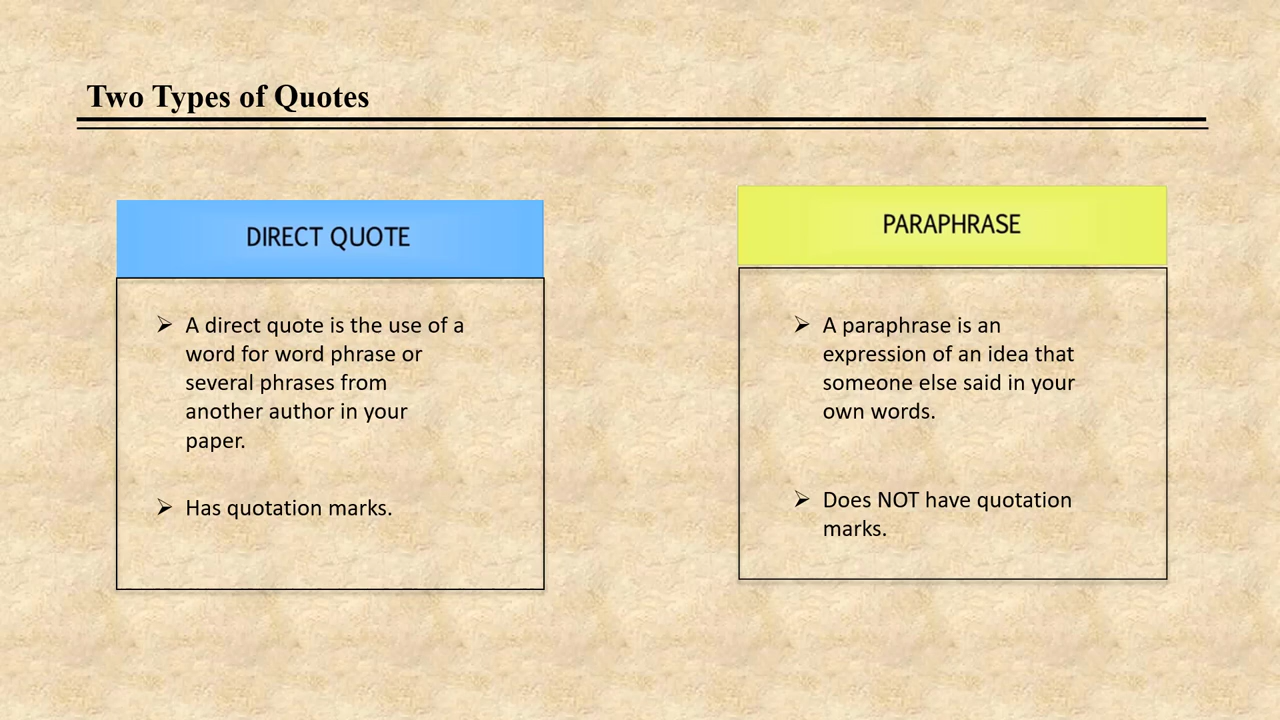 Two Types of Quotes
DIRECT QUOTE
➢ A direct quote is the use of a
word for word phrase or
several phrases from
another author in your
paper.
➢ Has quotation marks.
PARAPHRASE
➢ A paraphrase is an
expression of an idea that
someone else said in your
own words.
➢ Does NOT have quotation
marks.